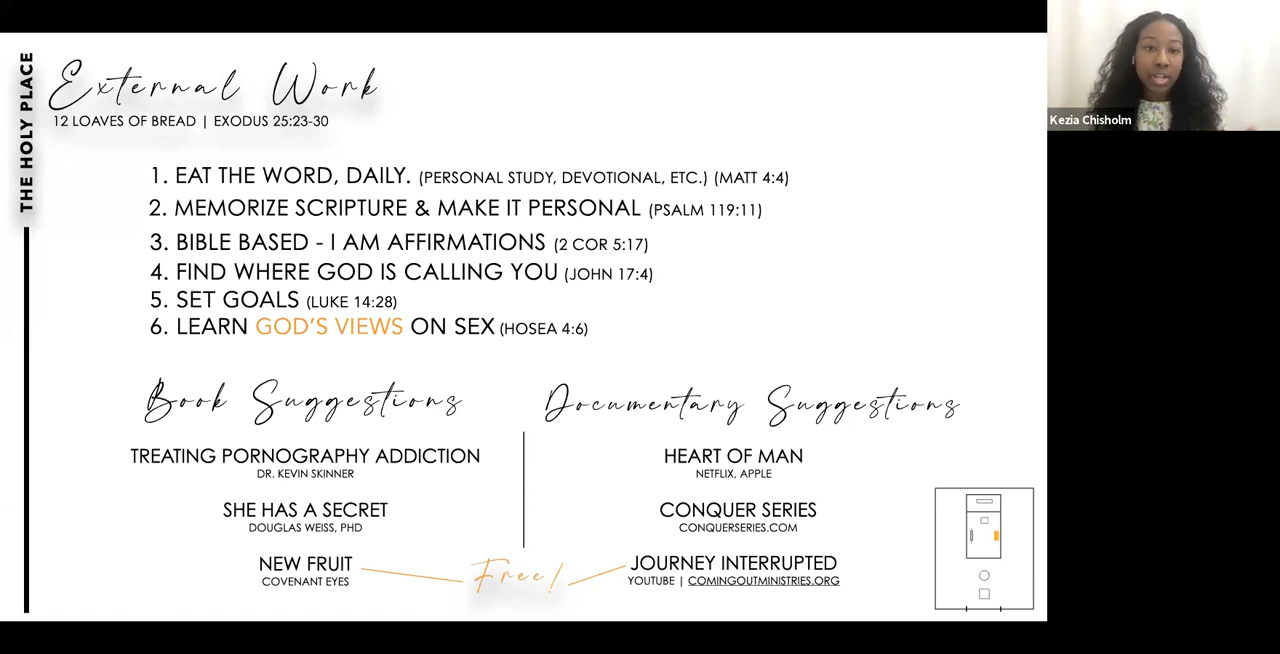 THE HOLY PLACE
External Work
12 LOAVES OF BREAD | EXODUS 25:23-30
1. EAT THE WORD, DAILY. (PERSONAL STUDY, DEVOTIONAL, ETC.) (MATT 4:4)
2. MEMORIZE SCRIPTURE & MAKE IT PERSONAL (PSALM 119:11)
3. BIBLE BASED - I AM AFFIRMATIONS (2 COR 5:17)
4. FIND WHERE GOD IS CALLING YOU (JOHN 17:4)
5. SET GOALS (LUKE 14:28)
6. LEARN GOD'S VIEWS ON SEX (HOSEA 4:6)
Book Suggestions
TREATING PORNOGRAPHY ADDICTION
DR. KEVIN SKINNER
SHE HAS A SECRET
DOUGLAS WEISS, PHD
NEW FRUIT
COVENANT EYES
Free!
Documentary Suggestions
HEART OF MAN
NETFLIX, APPLE
CONQUER SERIES
CONQUERSERIES.COM
JOURNEY INTERRUPTED
YOUTUBE | COMINGOUTMINISTRIES.ORG
Kezia Chisholm